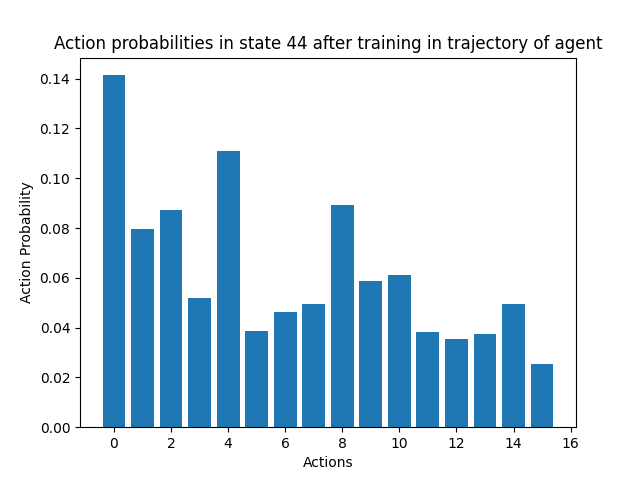 Action probabilities in state 44 after training in trajectory of agent
0.14
0.12
0.10
0.08
0.06
0.04
0.02
0.00
Action Probability
0 2 4 6 8 10 12 14 16
Actions